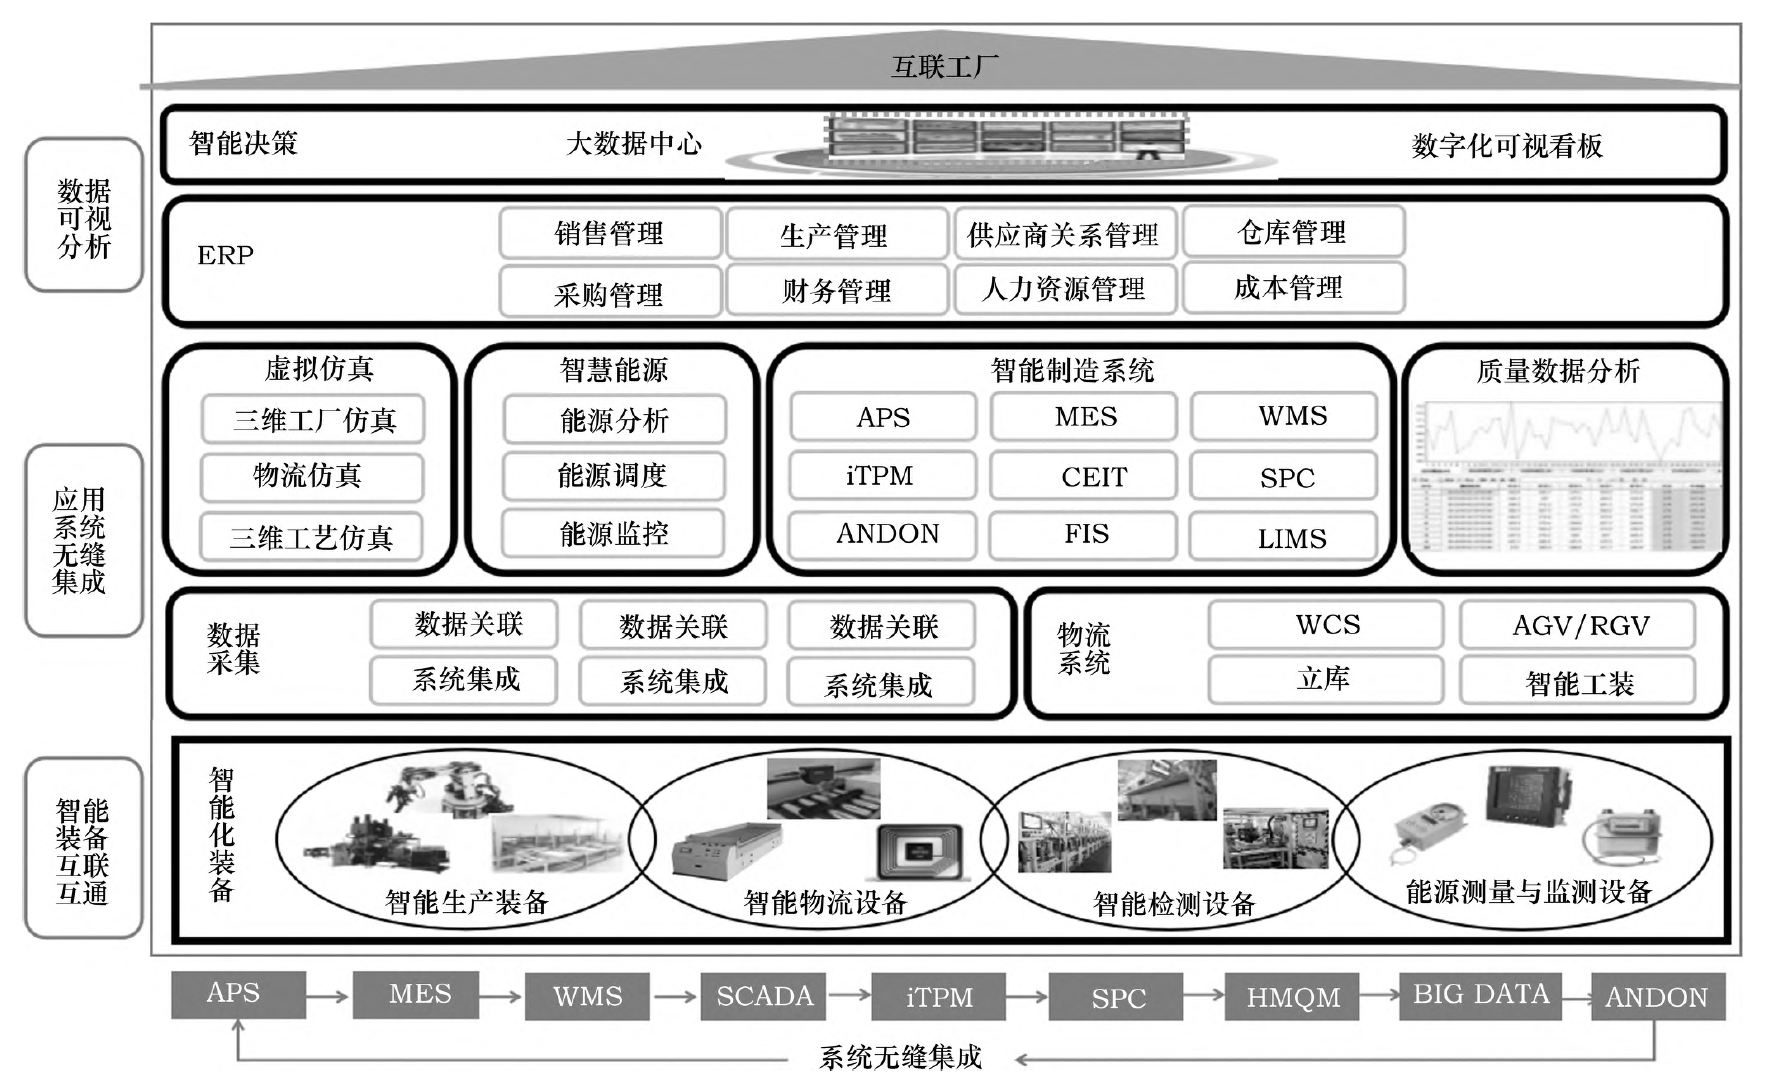 互联工厂
智能决策
大数据中心
数字化可视看板
数据
可视
分析
ERP
销售管理
生产管理
供应商关系管理
仓库管理
采购管理
财务管理
人力资源管理
成本管理
应用
系统
无缝
集成
虚拟仿真
三维工厂仿真
物流仿真
三维工艺仿真
智慧能源
能源分析
能源调度
能源监控
智能制造系统
APS
MES
WMS
iTPM
CEIT
SPC
ANDON
FIS
LIMS
质量数据分析
数据
采集
数据关联
数据关联
数据关联
系统集成
系统集成
系统集成
物流
系统
WCS
AGV/RGV
立库
智能工装
智能
装备
互联
互通
智能化装备
智能生产装备
智能物流设备
智能检测设备
能源测量与监测设备
APS
MES
WMS
SCADA
iTPM
SPC
HMQM
BIG DATA
ANDON
系统无缝集成